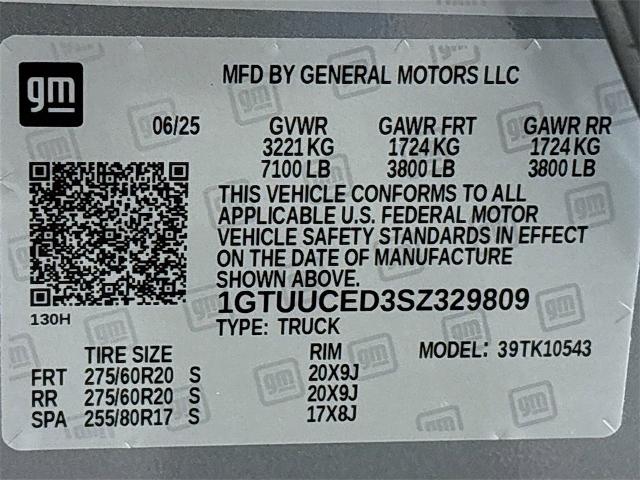 gm
MFD BY GENERAL MOTORS LLC
06/25 GVWR GAWR FRT GAWR RR
3221 KG 1724 KG 1724 KG
7100 LB 3800 LB 3800 LB
THIS VEHICLE CONFORMS TO ALL
APPLICABLE U.S. FEDERAL MOTOR
VEHICLE SAFETY STANDARDS IN EFFECT
ON THE DATE OF MANUFACTURE
SHOWN ABOVE.
1GTUUCED3SZ329809
130H
TYPE: TRUCK
TIRE SIZE RIM MODEL: 39TK10543
FRT 275/60R20 S 20X9J
RR 275/60R20 S 20X9J
SPA 255/80R17 S 17X8J